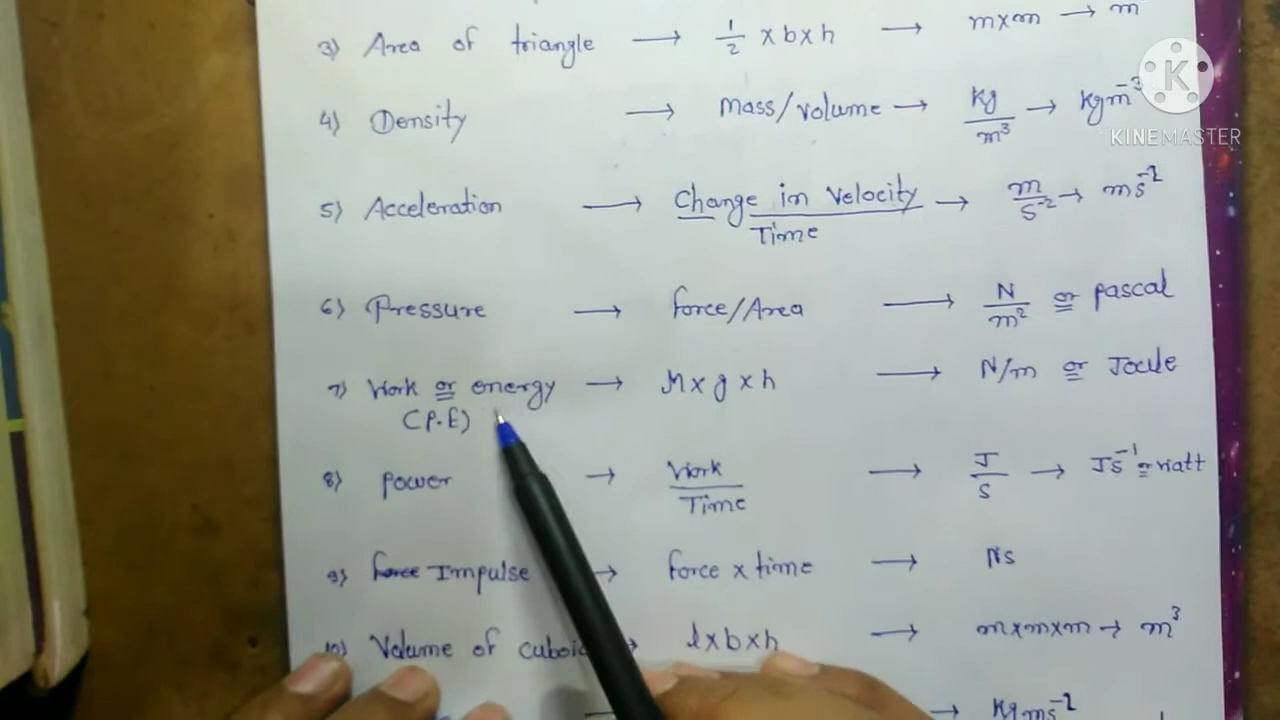 3) Area of triangle → 1/2 x b x h → m x m → m
4) Density → Mass/volume → Kg/m³ → Kgm⁻³
5) Acceleration → Change in Velocity/Time → m/s⁻² → ms⁻²
6) Pressure → force/Area → N/m² or pascal
7) Work or energy → M x g x h → N/m or Joule
(P.E)
8) Power → Work/Time → J/s → Js⁻¹ or watt
9) force Impulse → force x time → Ns
10) Volume of cuboid → l x b x h → m x m x m → m³
→ Kgms⁻²
KINEMASTER